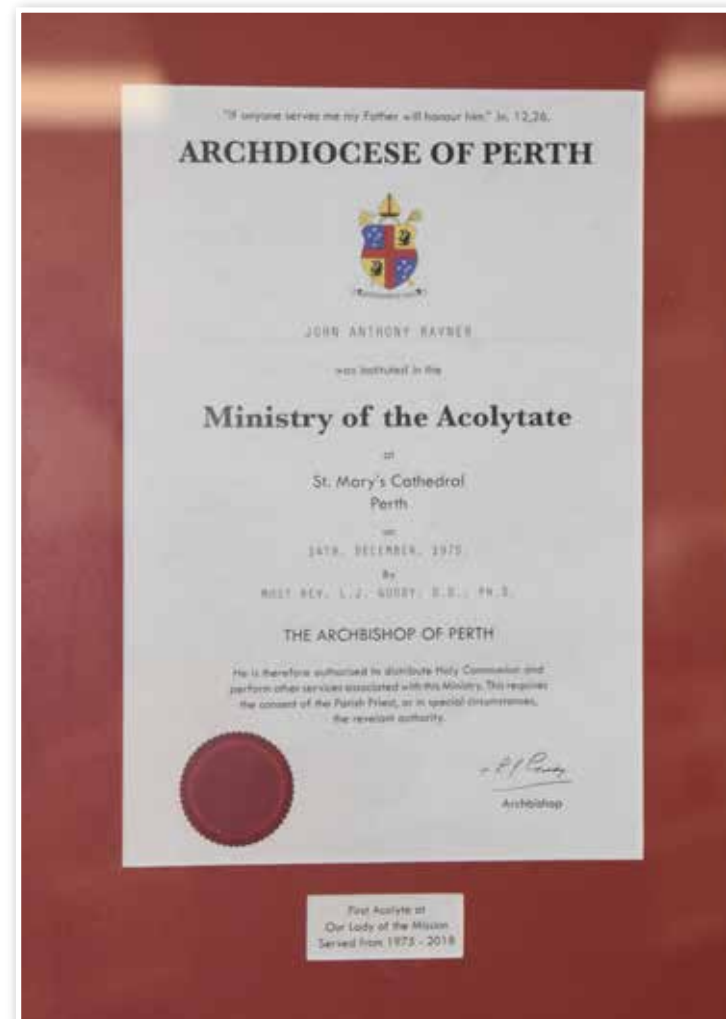 "If anyone serves me my Father will honour him." Jn. 12,26.
ARCHDIOCESE OF PERTH
JOHN ANTHONY RAYNER
was instituted in the
Ministry of the Acolytate
at
St. Mary's Cathedral
Perth
on
14TH. DECEMBER, 1975.
By
MOST REV. L.J. GOODY, D.D., PH.D.
THE ARCHBISHOP OF PERTH
He is therefore authorised to distribute Holy Communion and
perform other services associated with this Ministry. This requires
the consent of the Parish Priest, or in special circumstances,
the revelant authority.
Archbishop
First Acolyte at
Our Lady of the Mission
Served from 1975 - 2018